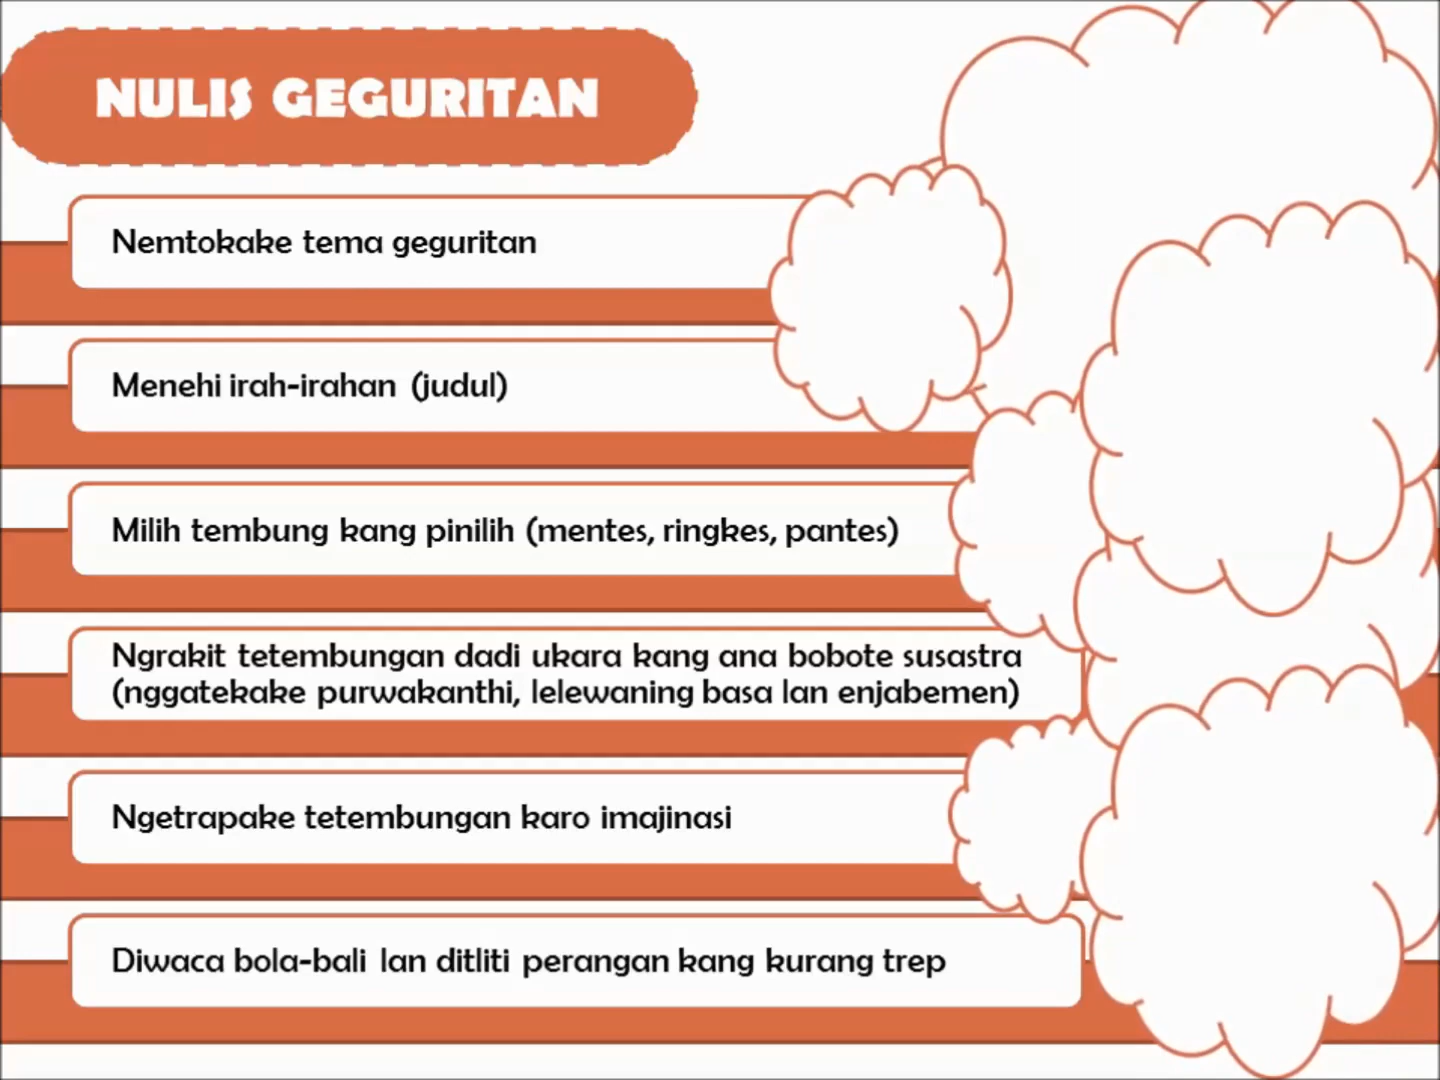 NULIS GEGURITAN
Nemtokake tema geguritan
Menehi irah-irahan (judul)
Milih tembung kang pinilih (mentes, ringkes, pantes)
Ngrakit tetembungan dadi ukara kang ana bobote susastra
(nggatekake purwakanthi, lelewaning basa lan enjabemen)
Ngetrapake tetembungan karo imajinasi
Diwaca bola-bali lan ditliti perangan kang kurang trep